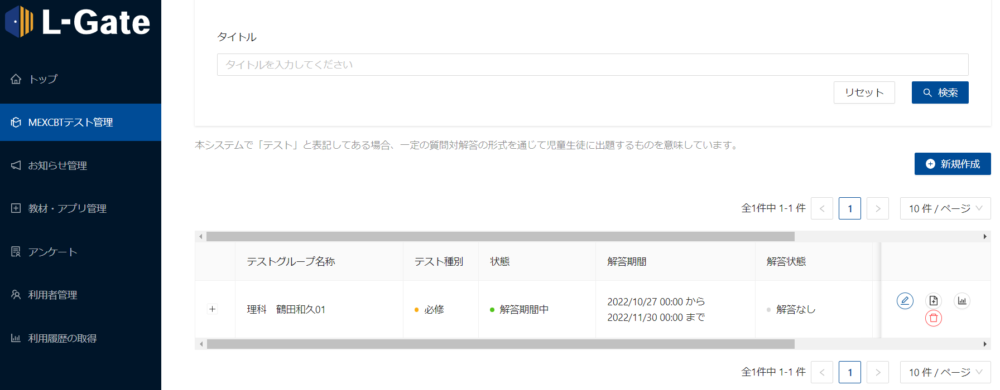 L-Gate
トップ
MEXCBTテスト管理
お知らせ管理
教材・アプリ管理
アンケート
利用者管理
利用履歴の取得
タイトル
タイトルを入力してください
リセット
検索
本システムで「テスト」と表記してある場合、一定の質問対解答の形式を通じて児童生徒に出題するものを意味しています。
新規作成
全1件中 1-1 件 < 1 > 10 件 / ページ
テストグループ名称 テスト種別 状態 解答期間 解答状態
理科　鶴田和久01 必修 解答期間中 2022/10/27 00:00 から
2022/11/30 00:00 まで 解答なし
全1件中 1-1 件 < 1 > 10 件 / ページ